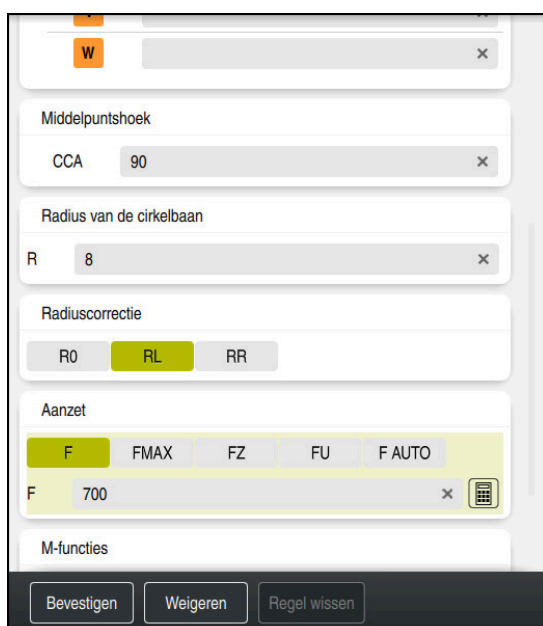 W ×
Middelpuntshoek
CCA 90 ×
Radius van de cirkelbaan
R 8 ×
Radiuscorrectie
R0 RL RR
Aanzet
F FMAX FZ FU F AUTO
F 700 ×
M-functies
Bevestigen Weigeren Regel wissen